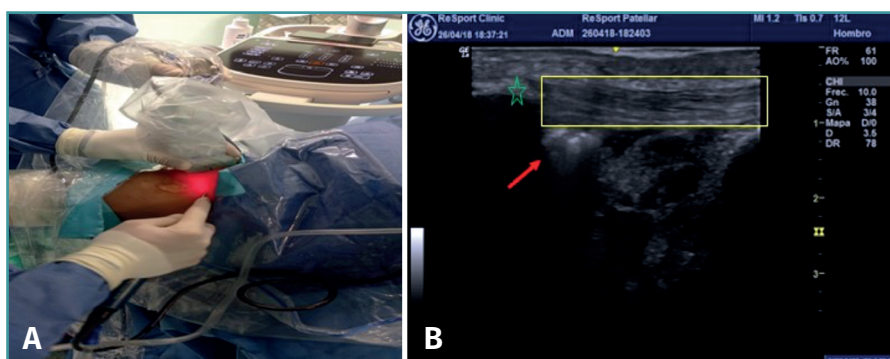 ReSport Clinic
ReSport Patellar
MI 1.2
TIs 0.7
12L
26/04/18 18:37:21
ADM
260418-182403
Hombro
FR 61
AO% 100
CHI
Frec. 10.0
Gn 38
S/A 3/4
Mapa D/0
D 3.5
DR 78
1
2
3
A
B